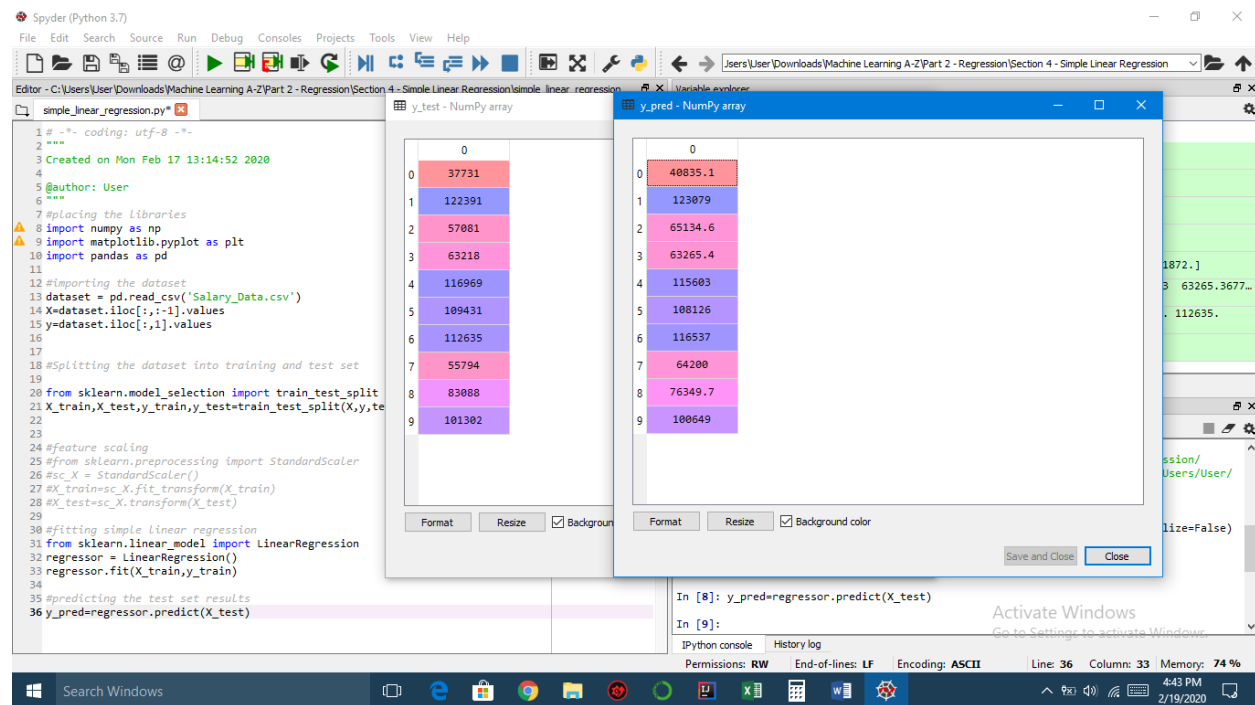 Spyder (Python 3.7)
File Edit Search Source Run Debug Consoles Projects Tools View Help
Jsers\User\Downloads\Machine Learning A-Z\Part 2 - Regression\Section 4 - Simple Linear Regression
Editor - C:\Users\User\Downloads\Machine Learning A-Z\Part 2 - Regression\Section 4 - Simple Linear Regression\simple_linear_regression
Variable explorer
simple_linear_regression.py*
1 # -*- coding: utf-8 -*-
2 """
3 Created on Mon Feb 17 13:14:52 2020
4
5 @author: User
6 """
7 #placing the Libraries
8 import numpy as np
9 import matplotlib.pyplot as plt
10 import pandas as pd
11
12 #importing the dataset
13 dataset = pd.read_csv('Salary_Data.csv')
14 X=dataset.iloc[:,:-1].values
15 y=dataset.iloc[:,1].values
16
17
18 #Splitting the dataset into training and test set
19
20 from sklearn.model_selection import train_test_split
21 X_train,X_test,y_train,y_test=train_test_split(X,y,te
22
23
24 #feature scaling
25 #from sklearn.preprocessing import StandardScaler
26 #sc_X = StandardScaler()
27 #X_train=sc_X.fit_transform(X_train)
28 #X_test=sc_X.transform(X_test)
29
30 #fitting simple linear regression
31 from sklearn.linear_model import LinearRegression
32 regressor = LinearRegression()
33 regressor.fit(X_train,y_train)
34
35 #predicting the test set results
36 y_pred=regressor.predict(X_test)
y_test - NumPy array
0
0 37731
1 122391
2 57081
3 63218
4 116969
5 109431
6 112635
7 55794
8 83088
9 101302
Format Resize Backgroun
y_pred - NumPy array
0
0 40835.1
1 123079
2 65134.6
3 63265.4
4 115603
5 108126
6 116537
7 64200
8 76349.7
9 100649
Format Resize Background color
Save and Close Close
1872.]
3 63265.3677…
. 112635.
ssion/
Users/User/
lize=False)
In [8]: y_pred=regressor.predict(X_test)
In [9]:
Activate Windows
Go to Settings to activate Windows.
IPython console History log
Permissions: RW End-of-lines: LF Encoding: ASCII Line: 36 Column: 33 Memory: 74 %
Search Windows
4:43 PM
2/19/2020